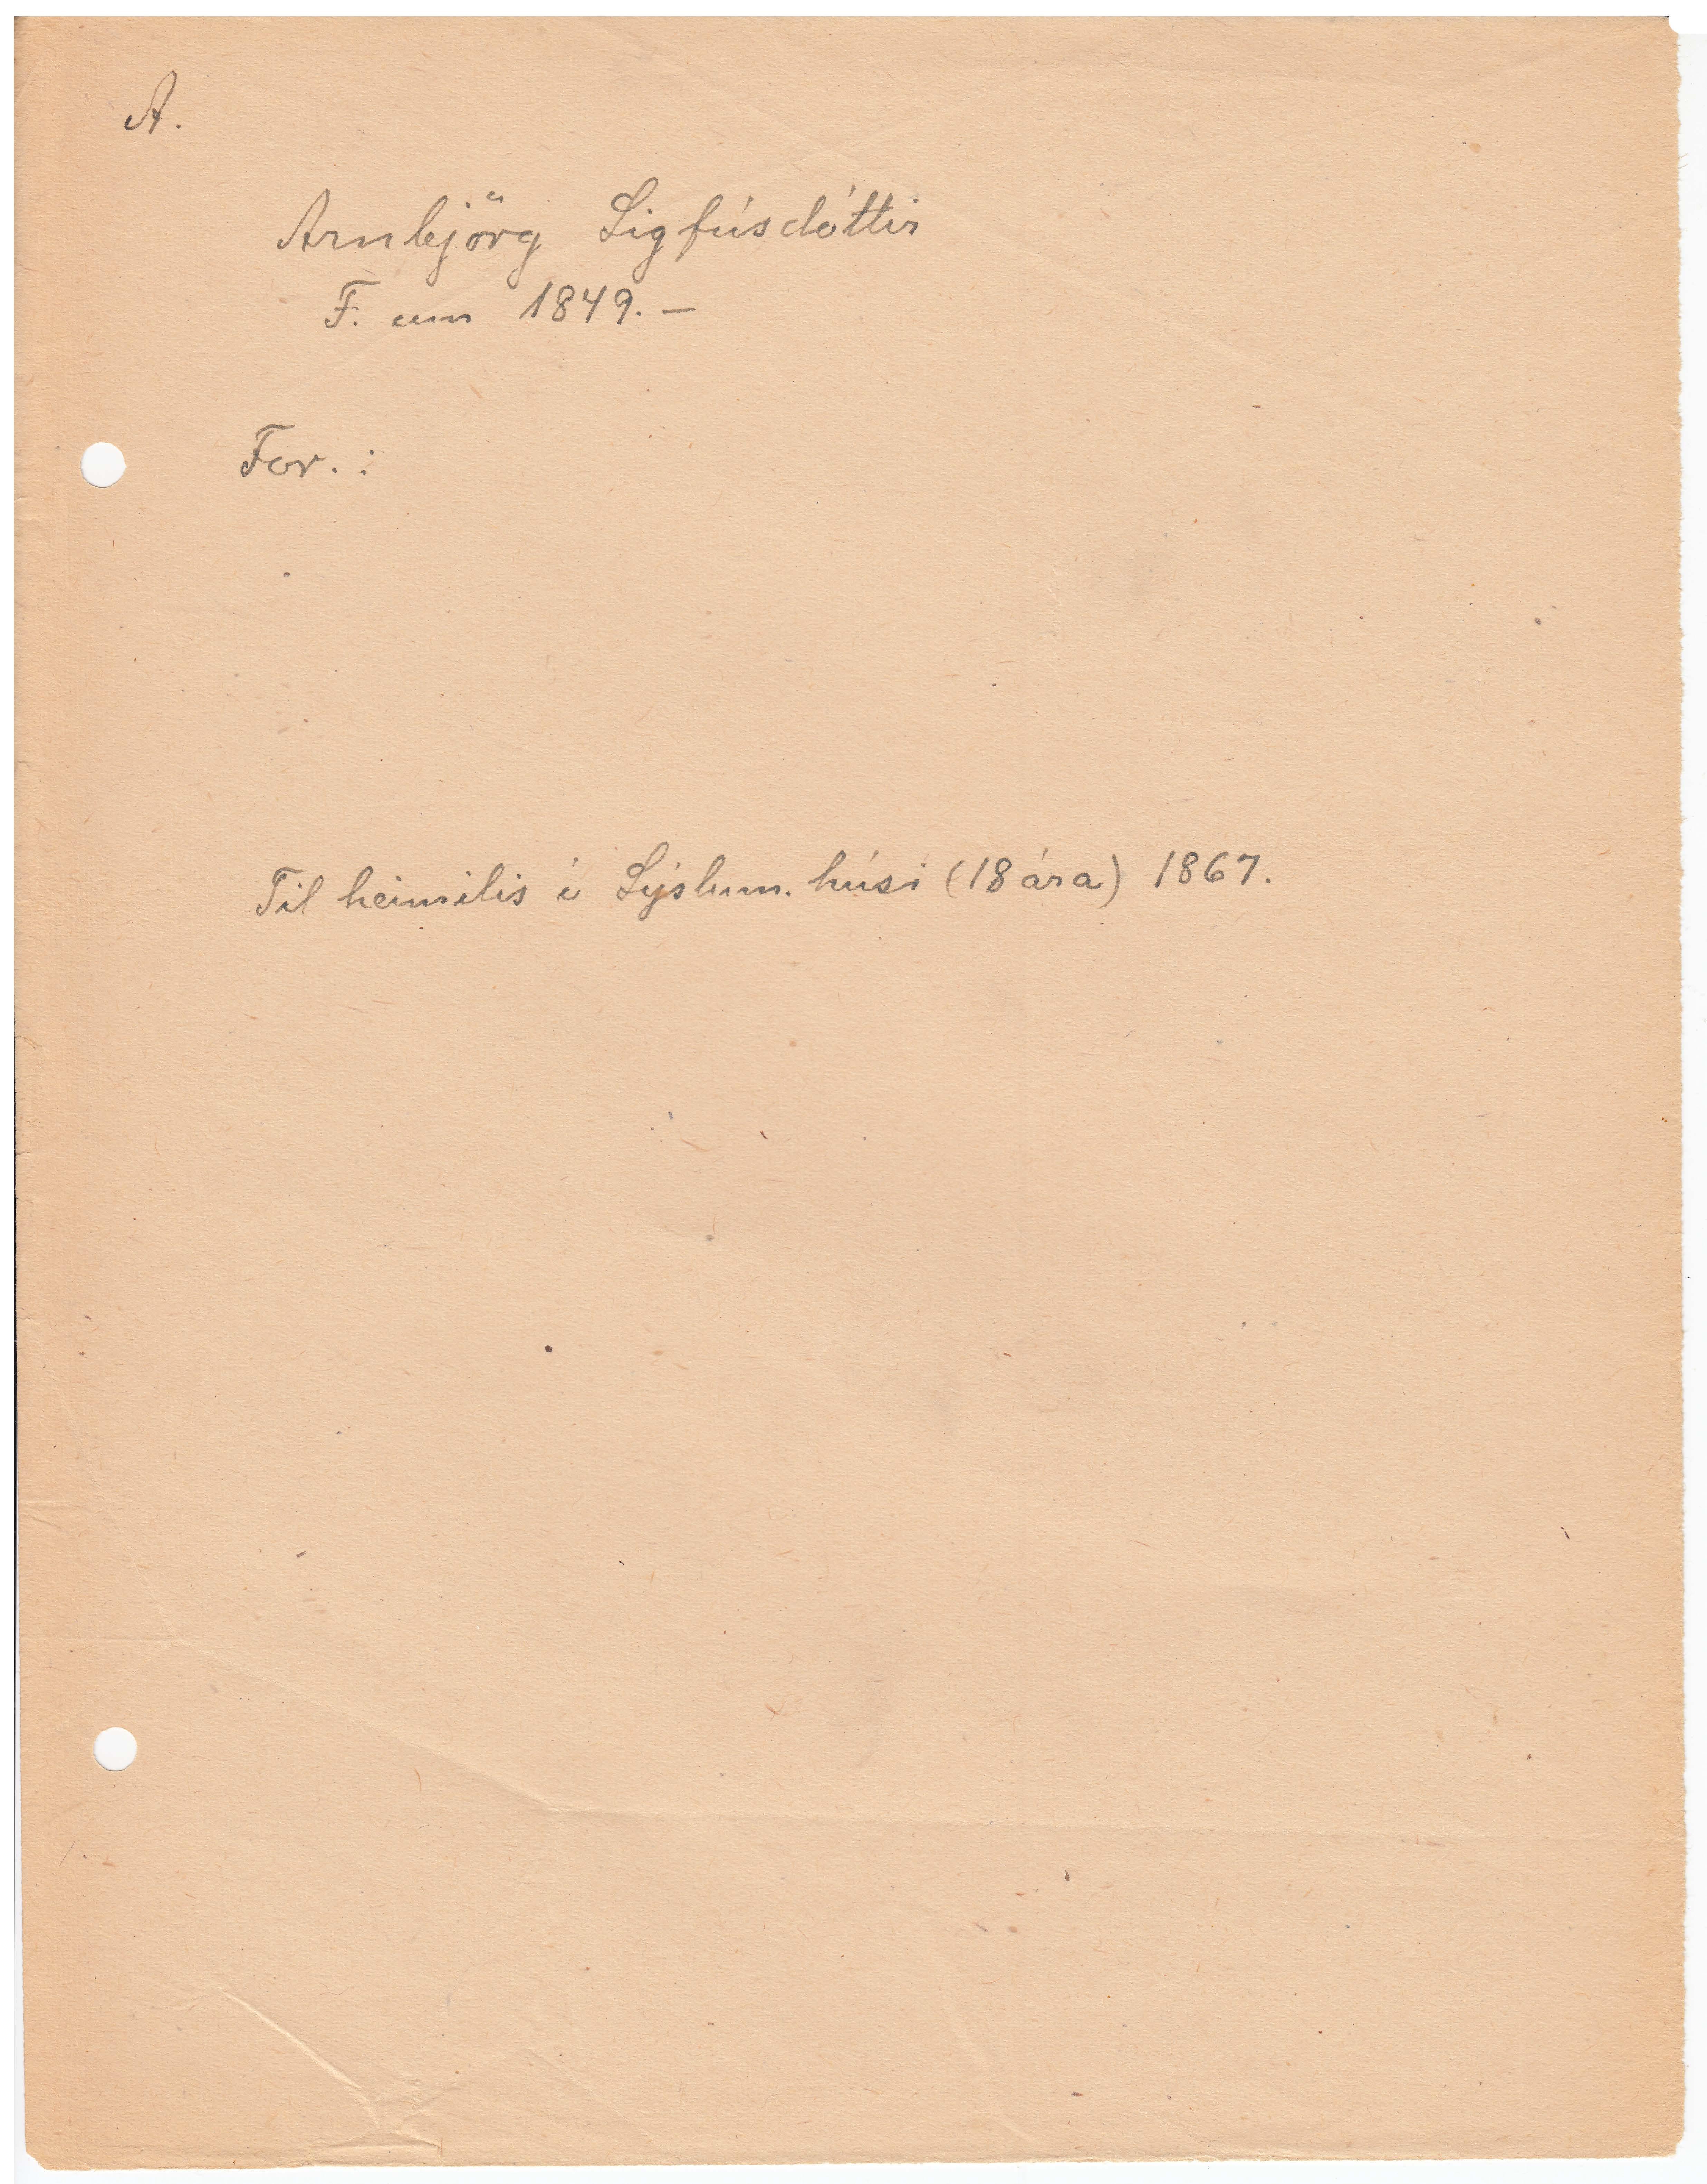 A.
Arnbjörg Sigfúsdóttir
F. um 1849. —
For. :
Til heimilis í Sýslum. húsi (18 ára) 1867.